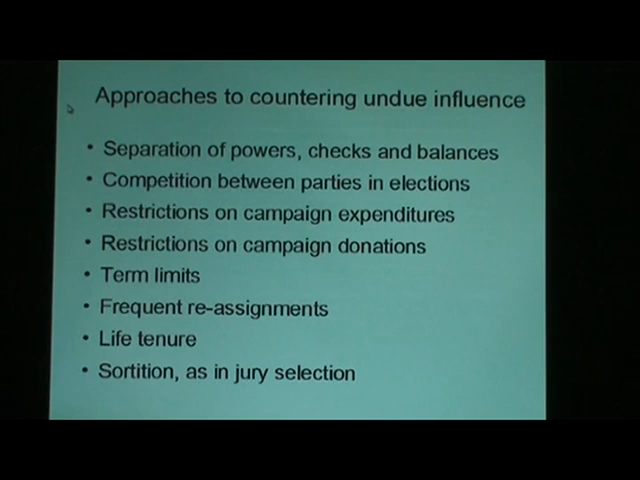 Approaches to countering undue influence
• Separation of powers, checks and balances
• Competition between parties in elections
• Restrictions on campaign expenditures
• Restrictions on campaign donations
• Term limits
• Frequent re-assignments
• Life tenure
• Sortition, as in jury selection